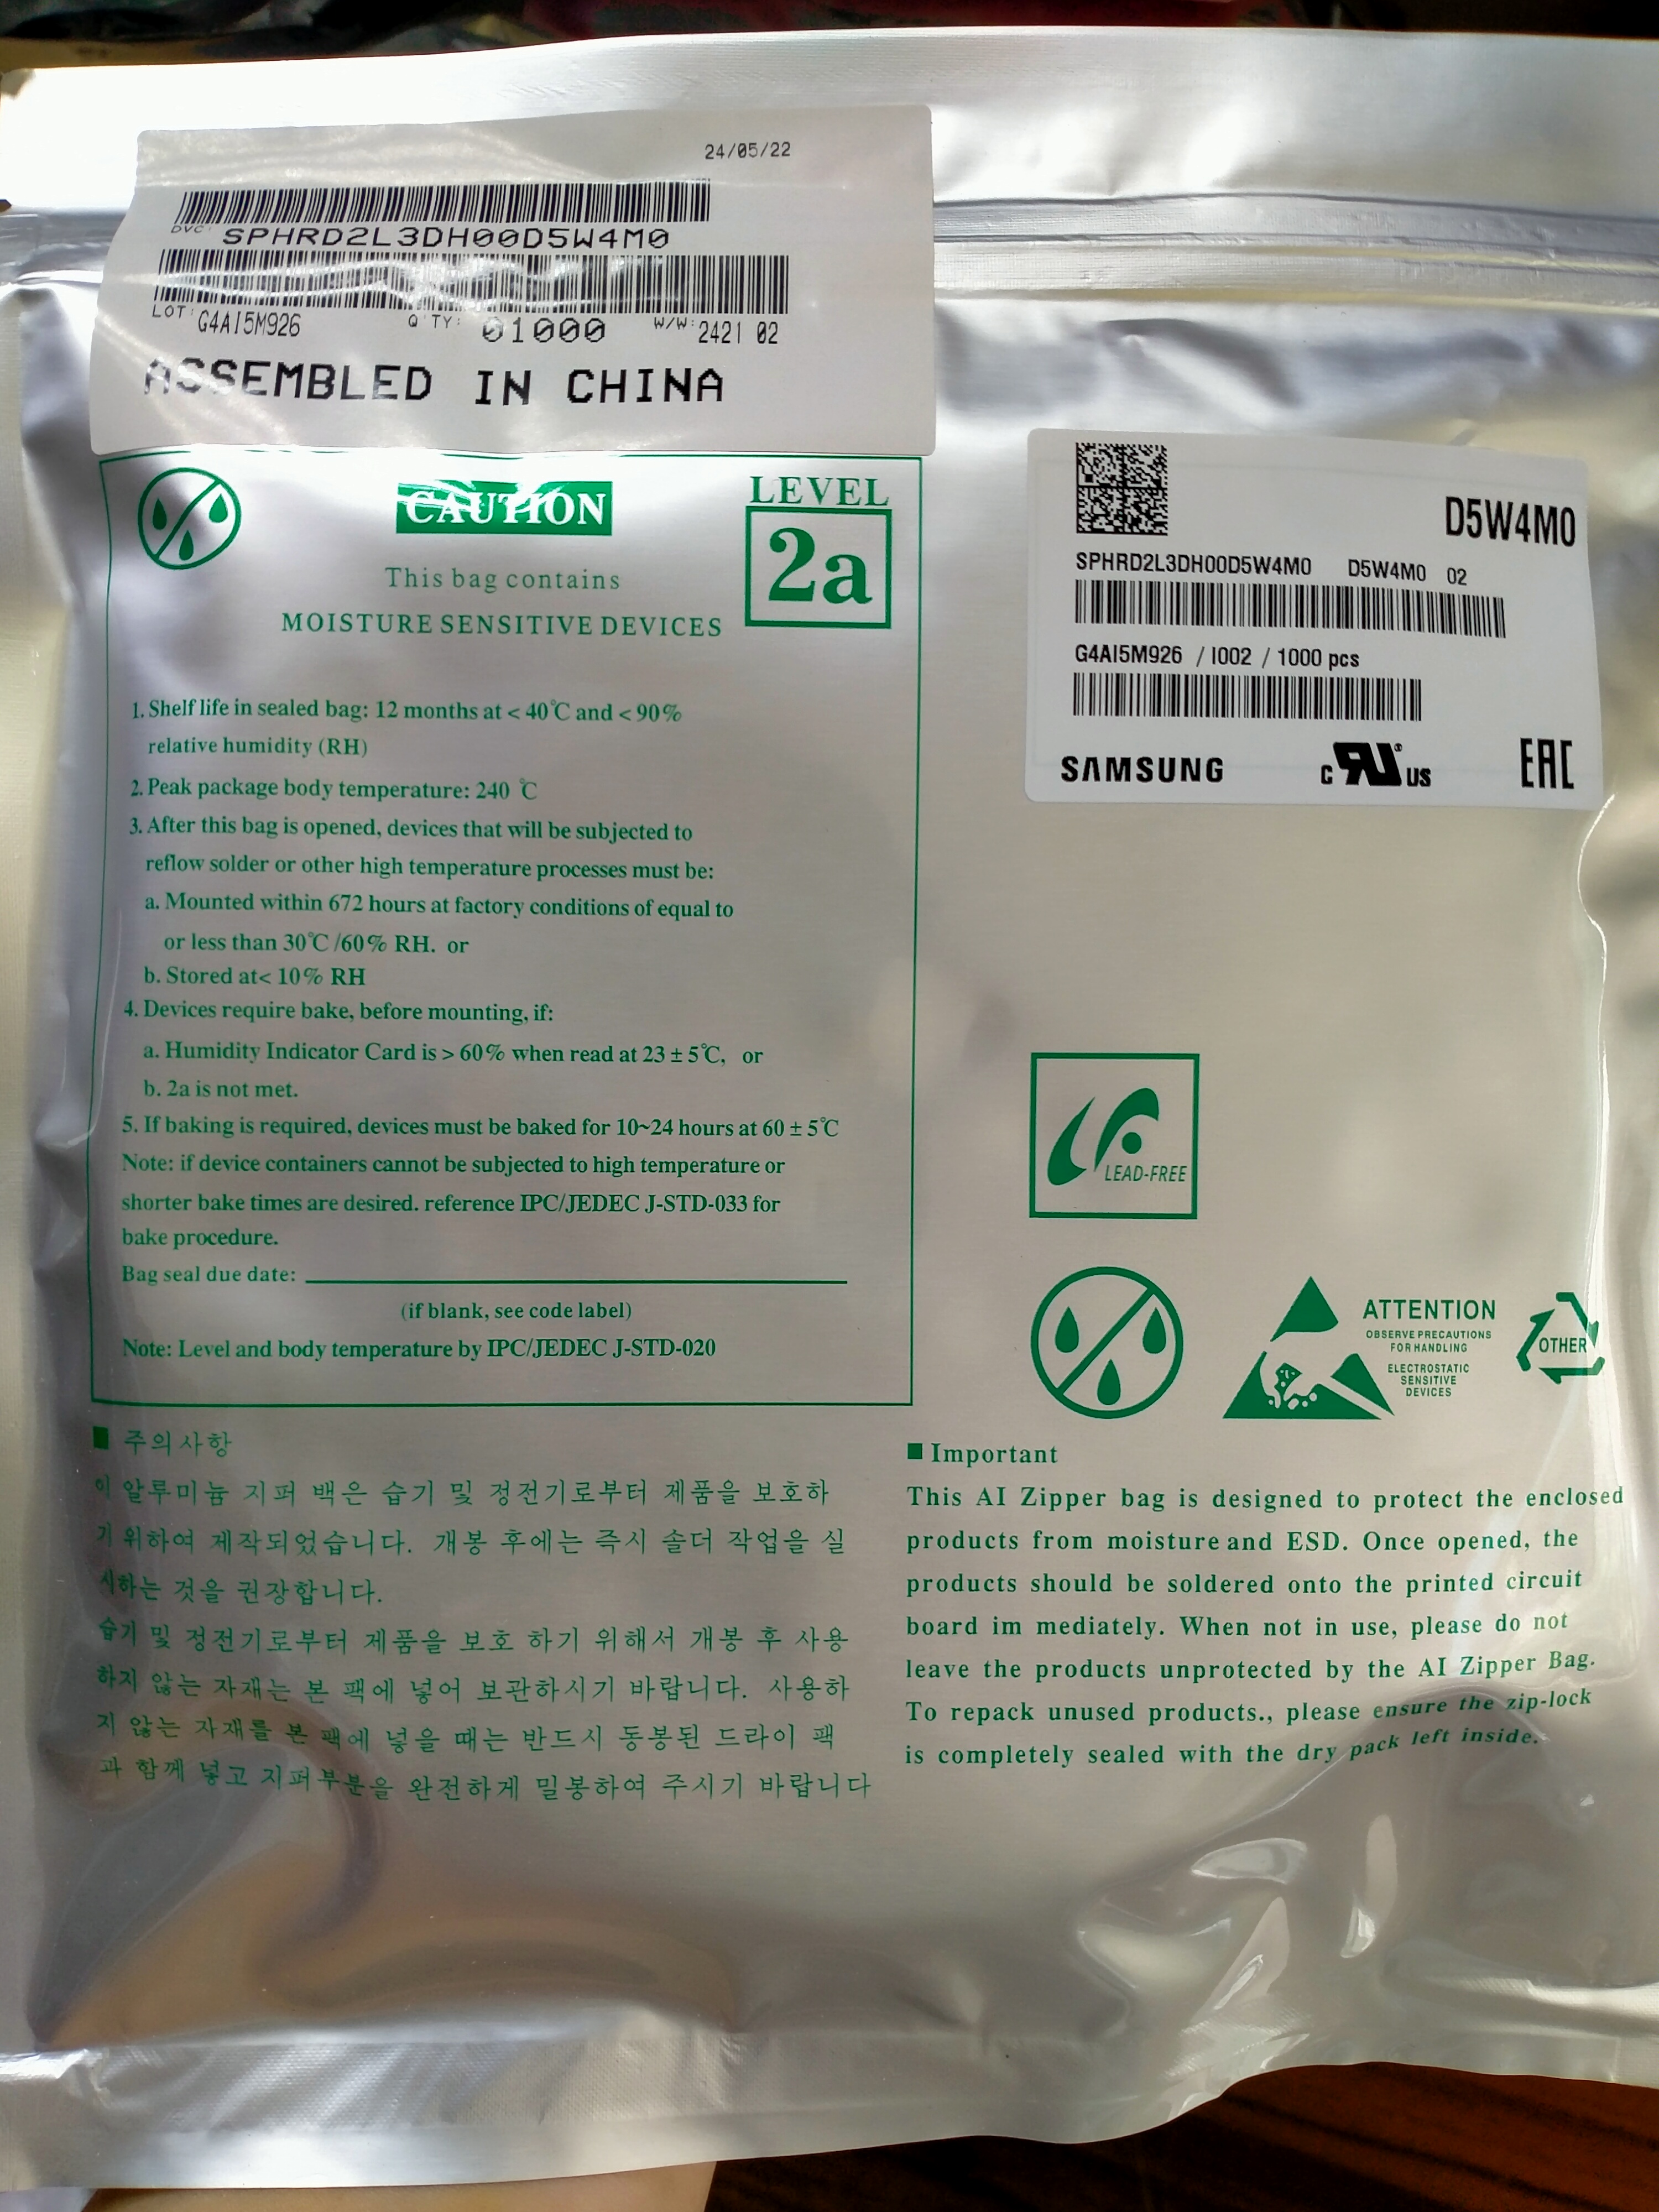 24/05/22
DVC: SPHRD2L3DH00D5W4M0
LOT: G4AI5M926 Q'TY: 01000 W/W: 2421 02
ASSEMBLED IN CHINA
CAUTION
LEVEL
2a
This bag contains
MOISTURE SENSITIVE DEVICES
1. Shelf life in sealed bag: 12 months at < 40℃ and < 90%
relative humidity (RH)
2. Peak package body temperature: 240 ℃
3. After this bag is opened, devices that will be subjected to
reflow solder or other high temperature processes must be:
a. Mounted within 672 hours at factory conditions of equal to
or less than 30℃ /60% RH. or
b. Stored at< 10% RH
4. Devices require bake, before mounting, if:
a. Humidity Indicator Card is > 60% when read at 23 ± 5℃, or
b. 2a is not met.
5. If baking is required, devices must be baked for 10~24 hours at 60 ± 5℃
Note: if device containers cannot be subjected to high temperature or
shorter bake times are desired. reference IPC/JEDEC J-STD-033 for
bake procedure.
Bag seal due date:
(if blank, see code label)
Note: Level and body temperature by IPC/JEDEC J-STD-020
D5W4M0
SPHRD2L3DH00D5W4M0 D5W4M0 02
G4AI5M926 / I002 / 1000 pcs
SAMSUNG c RU® US EAC
LEAD-FREE
ATTENTION
OBSERVE PRECAUTIONS
FOR HANDLING
ELECTROSTATIC
SENSITIVE
DEVICES
OTHER
■ 주의사항
이 알루미늄 지퍼 백은 습기 및 정전기로부터 제품을 보호하
기 위하여 제작되었습니다. 개봉 후에는 즉시 솔더 작업을 실
시하는 것을 권장합니다.
습기 및 정전기로부터 제품을 보호 하기 위해서 개봉 후 사용
하지 않는 자재는 본 팩에 넣어 보관하시기 바랍니다. 사용하
지 않는 자재를 본 팩에 넣을 때는 반드시 동봉된 드라이 팩
과 함께 넣고 지퍼부분을 완전하게 밀봉하여 주시기 바랍니다
■ Important
This AI Zipper bag is designed to protect the enclosed
products from moisture and ESD. Once opened, the
products should be soldered onto the printed circuit
board im mediately. When not in use, please do not
leave the products unprotected by the AI Zipper Bag.
To repack unused products., please ensure the zip-lock
is completely sealed with the dry pack left inside.